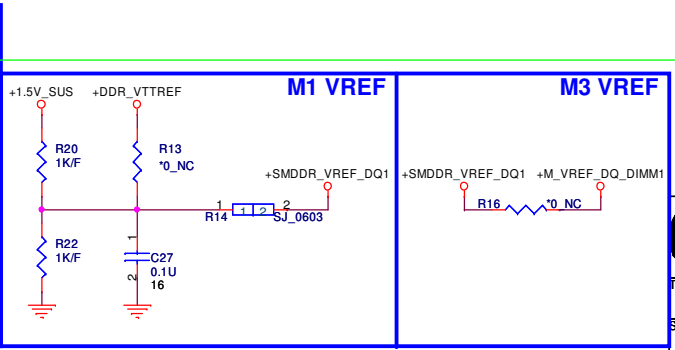 M1 VREF
M3 VREF
+1.5V_SUS
+DDR_VTTREF
R20
1K/F
R13
*0_NC
+SMDDR_VREF_DQ1
+SMDDR_VREF_DQ1
+M_VREF_DQ_DIMM1
1
R14
1 2
2
SJ_0603
R16
*0_NC
R22
1K/F
1
2
C27
0.1U
16